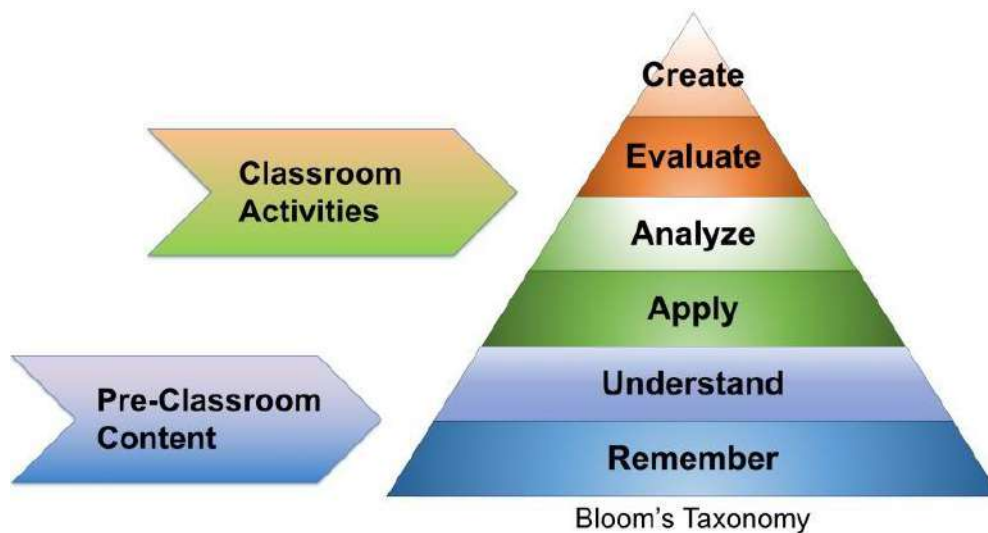 Create
Evaluate
Classroom
Activities
Analyze
Apply
Understand
Pre-Classroom
Content
Remember
Bloom's Taxonomy